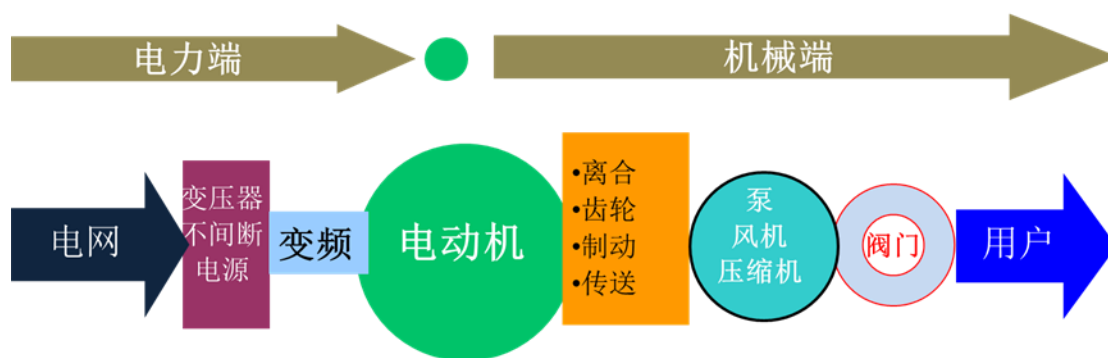 电力端
机械端
电网
变压器
不间断
电源
变频
电动机
•离合
•齿轮
•制动
•传送
泵
风机
压缩机
阀门
用户